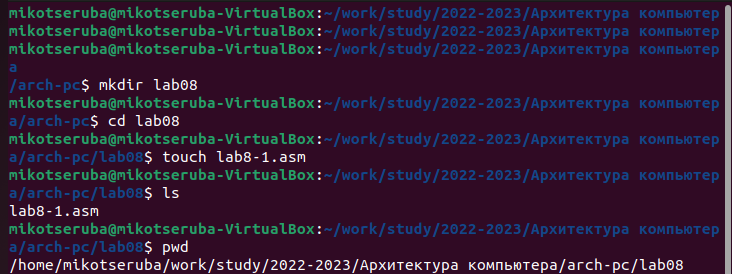 mikotseruba@mikotseruba-VirtualBox:~/work/study/2022-2023/Архитектура компьютер
mikotseruba@mikotseruba-VirtualBox:~/work/study/2022-2023/Архитектура компьютер
mikotseruba@mikotseruba-VirtualBox:~/work/study/2022-2023/Архитектура компьютер
а
/arch-pc$ mkdir lab08
mikotseruba@mikotseruba-VirtualBox:~/work/study/2022-2023/Архитектура компьютер
а/arch-pc$ cd lab08
mikotseruba@mikotseruba-VirtualBox:~/work/study/2022-2023/Архитектура компьютер
а/arch-pc/lab08$ touch lab8-1.asm
mikotseruba@mikotseruba-VirtualBox:~/work/study/2022-2023/Архитектура компьютер
а/arch-pc/lab08$ ls
lab8-1.asm
mikotseruba@mikotseruba-VirtualBox:~/work/study/2022-2023/Архитектура компьютер
а/arch-pc/lab08$ pwd
/home/mikotseruba/work/study/2022-2023/Архитектура компьютера/arch-pc/lab08